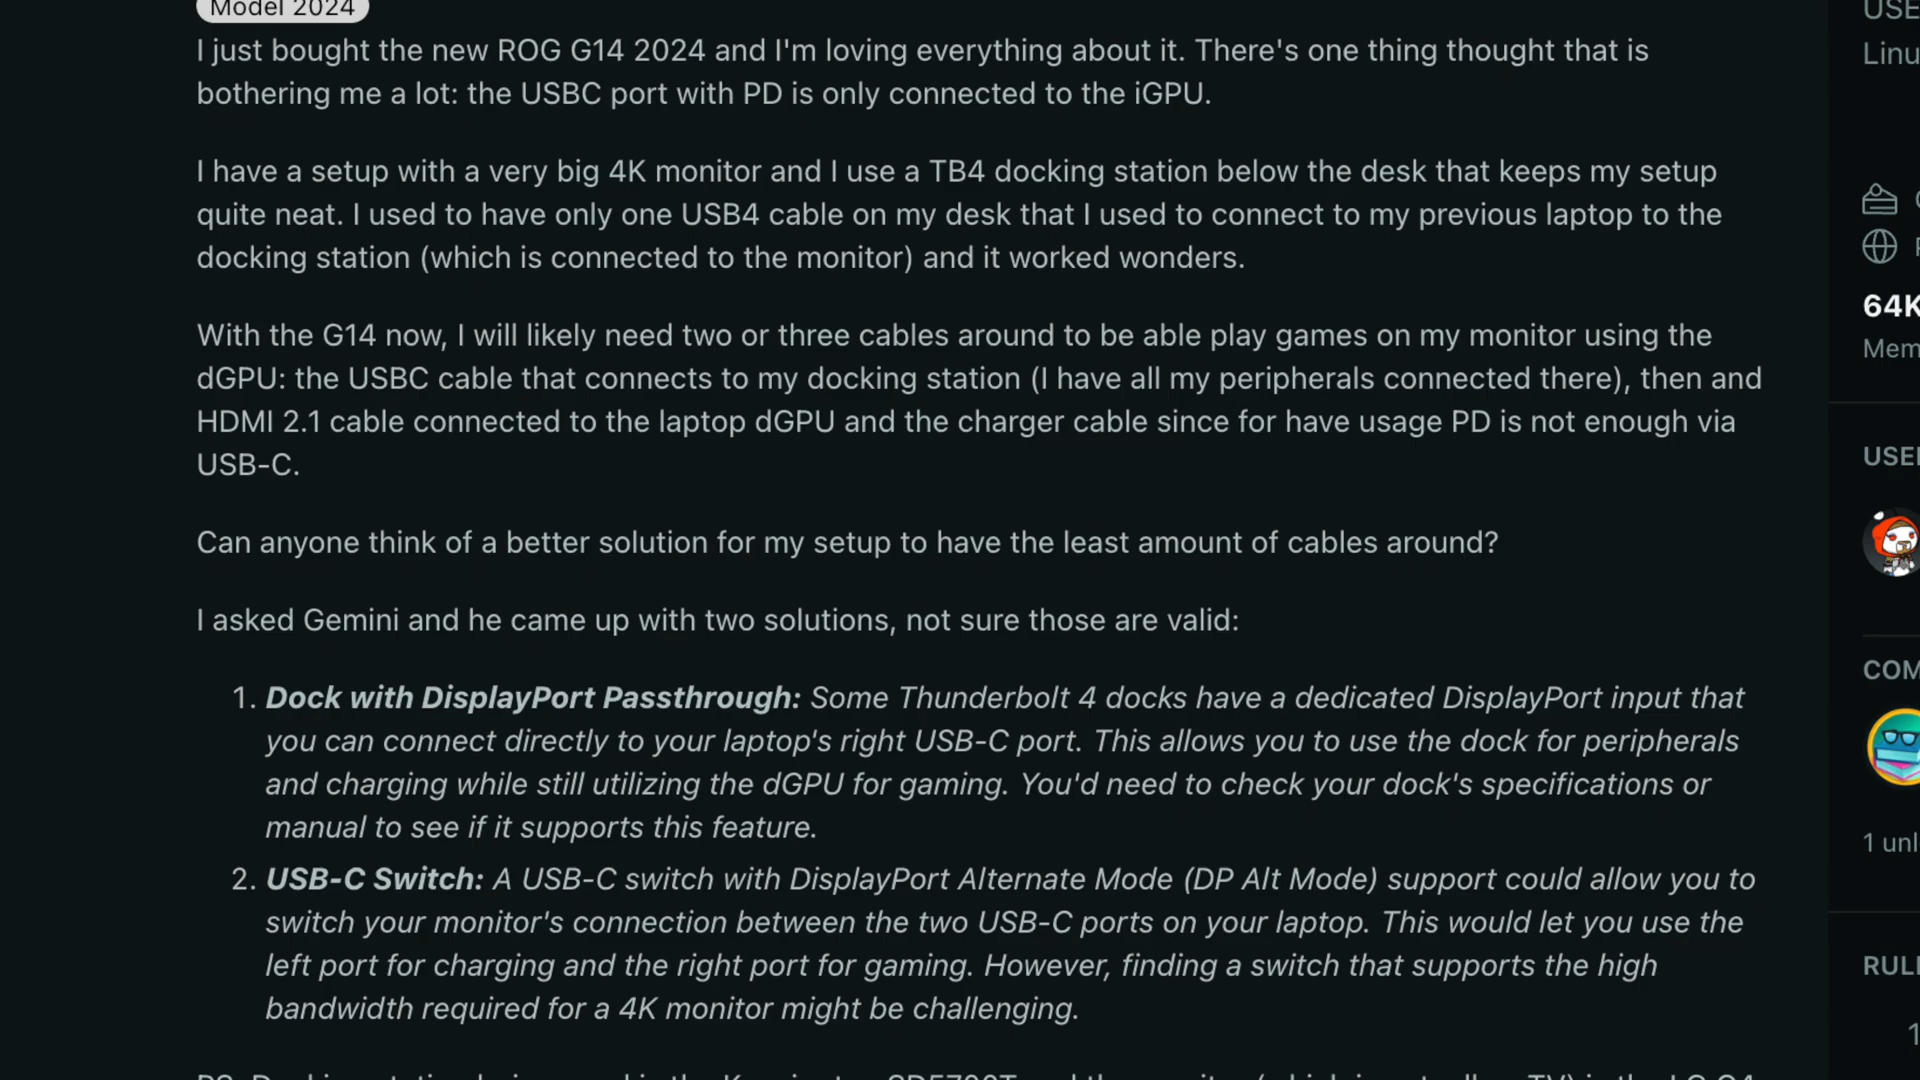 Model 2024
I just bought the new ROG G14 2024 and I'm loving everything about it. There's one thing thought that is
bothering me a lot: the USBC port with PD is only connected to the iGPU.
I have a setup with a very big 4K monitor and I use a TB4 docking station below the desk that keeps my setup
quite neat. I used to have only one USB4 cable on my desk that I used to connect to my previous laptop to the
docking station (which is connected to the monitor) and it worked wonders.
With the G14 now, I will likely need two or three cables around to be able play games on my monitor using the
dGPU: the USBC cable that connects to my docking station (I have all my peripherals connected there), then and
HDMI 2.1 cable connected to the laptop dGPU and the charger cable since for have usage PD is not enough via
USB-C.
Can anyone think of a better solution for my setup to have the least amount of cables around?
I asked Gemini and he came up with two solutions, not sure those are valid:
1. Dock with DisplayPort Passthrough: Some Thunderbolt 4 docks have a dedicated DisplayPort input that
you can connect directly to your laptop's right USB-C port. This allows you to use the dock for peripherals
and charging while still utilizing the dGPU for gaming. You'd need to check your dock's specifications or
manual to see if it supports this feature.
2. USB-C Switch: A USB-C switch with DisplayPort Alternate Mode (DP Alt Mode) support could allow you to
switch your monitor's connection between the two USB-C ports on your laptop. This would let you use the
left port for charging and the right port for gaming. However, finding a switch that supports the high
bandwidth required for a 4K monitor might be challenging.
USE
Linu
64K
Mem
USE
COM
1 unl
RUL
1